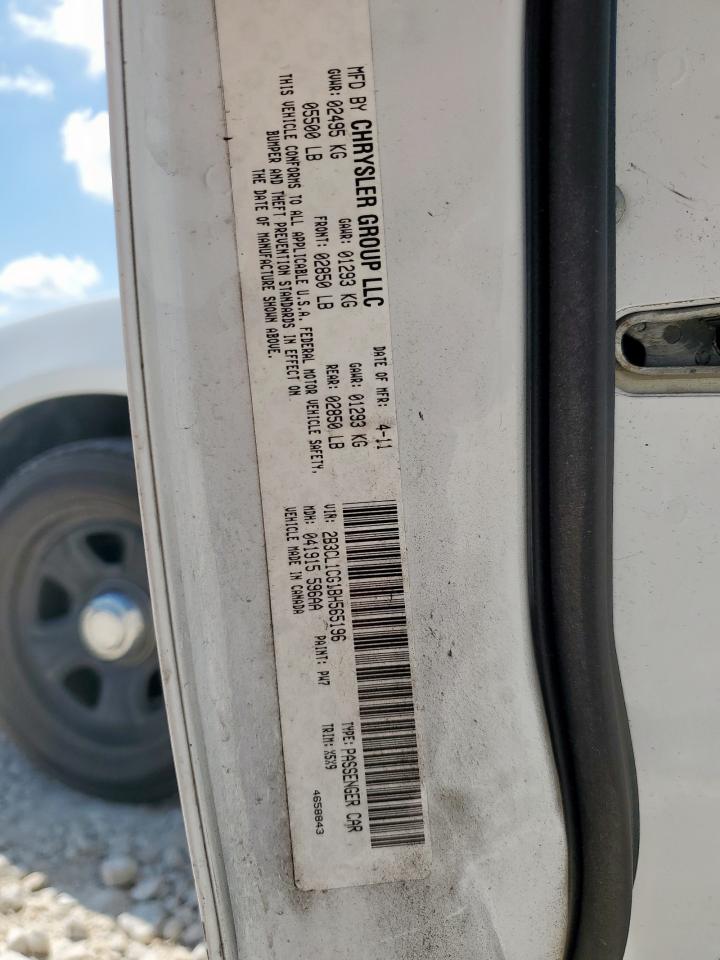 MFD BY CHRYSLER GROUP LLC
DATE OF MFR: 4-11
GVWR: 02495 KG
GAWR: 01293 KG
GAWR: 01293 KG
05500 LB
FRONT: 02850 LB
REAR: 02850 LB
THIS VEHICLE CONFORMS TO ALL APPLICABLE U.S.A. FEDERAL MOTOR VEHICLE SAFETY,
BUMPER AND THEFT PREVENTION STANDARDS IN EFFECT ON
THE DATE OF MANUFACTURE SHOWN ABOVE.
VIN: 2B3CL1CG1BH565196
TYPE: PASSENGER CAR
MDH: 041915 596AA
PAINT: PW7
TRIM: X5X9
VEHICLE MADE IN CANADA
4658843